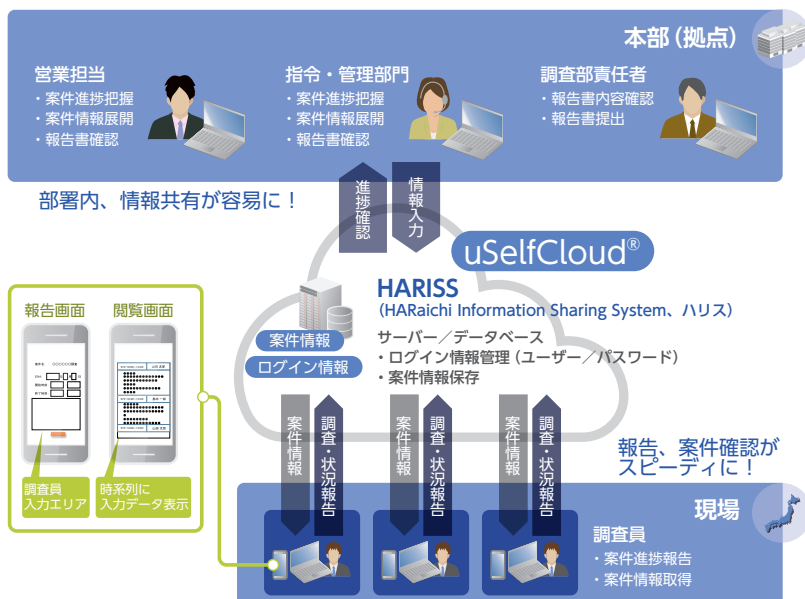 本部（拠点）
営業担当
・案件進捗把握
・案件情報展開
・報告書確認
指令・管理部門
・案件進捗把握
・案件情報展開
・報告書確認
調査部責任者
・報告書内容確認
・報告書提出
部署内、情報共有が容易に！
進捗確認
情報入力
uSelfCloud®
HARISS
（HARaichi Information Sharing System、ハリス）
サーバー／データベース
・ログイン情報管理（ユーザー／パスワード）
・案件情報保存
案件情報
ログイン情報
報告画面
閲覧画面
調査員
入力エリア
時系列に
入力データ表示
案件情報
調査・状況報告
案件情報
調査・状況報告
案件情報
調査・状況報告
報告、案件確認が
スピーディに！
現場
調査員
・案件進捗報告
・案件情報取得